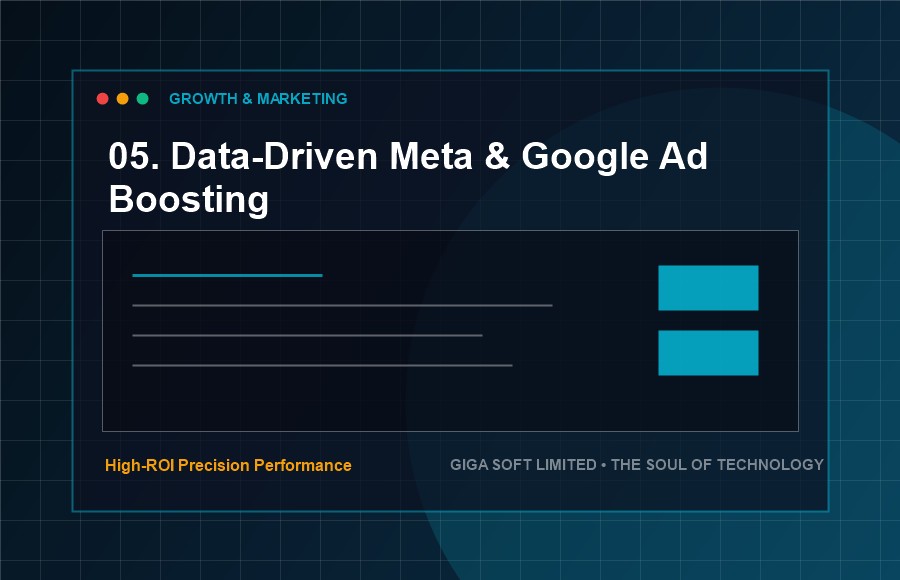 GROWTH & MARKETING
05. Data-Driven Meta & Google Ad
Boosting
High-ROI Precision Performance
GIGA SOFT LIMITED • THE SOUL OF TECHNOLOGY